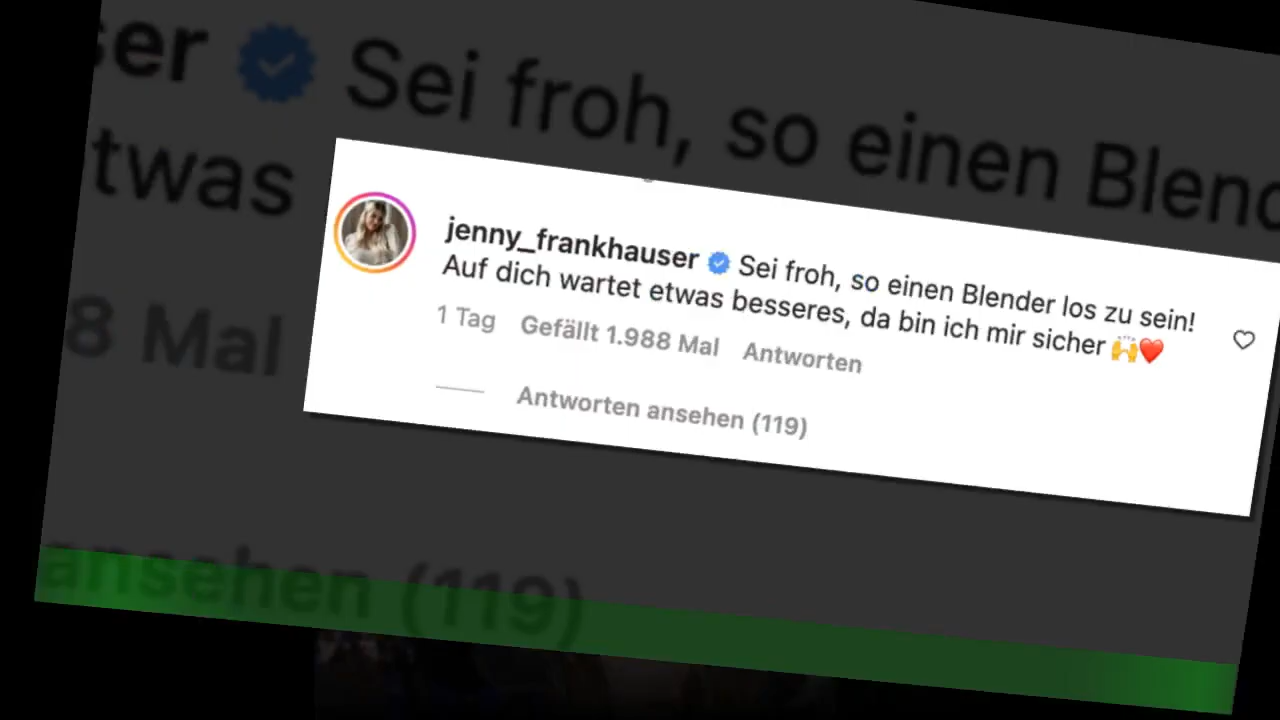 ser Sei froh, so einen Blend
twas
8 Mal
ansehen (119)
jenny_frankhauser Sei froh, so einen Blender los zu sein!
Auf dich wartet etwas besseres, da bin ich mir sicher 🙌❤️
1 Tag Gefällt 1.988 Mal Antworten
Antworten ansehen (119)